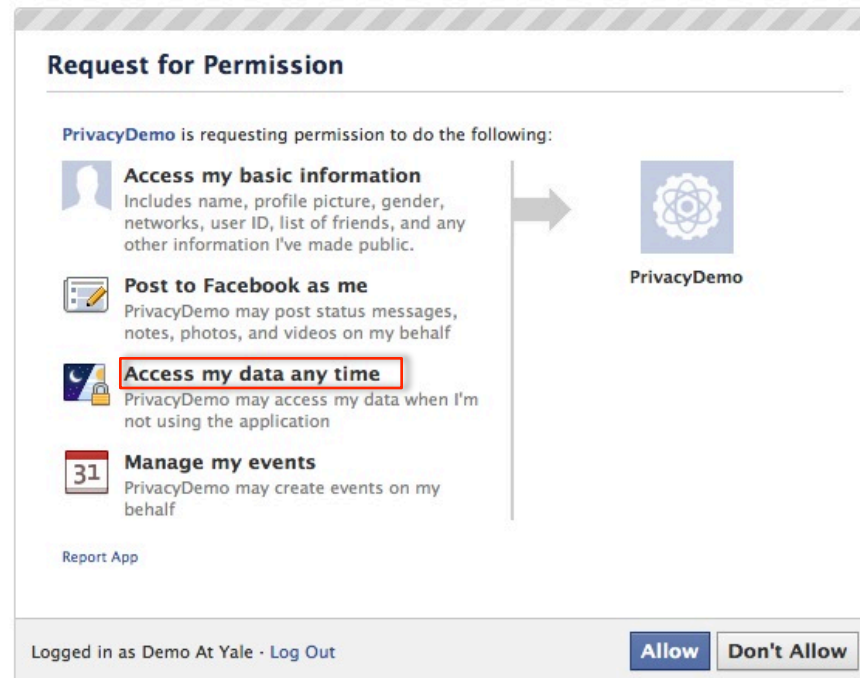 Request for Permission
PrivacyDemo is requesting permission to do the following:
Access my basic information
Includes name, profile picture, gender,
networks, user ID, list of friends, and any
other information I've made public.
Post to Facebook as me
PrivacyDemo may post status messages,
notes, photos, and videos on my behalf
Access my data any time
PrivacyDemo may access my data when I'm
not using the application
31
Manage my events
PrivacyDemo may create events on my
behalf
PrivacyDemo
Report App
Logged in as Demo At Yale · Log Out
Allow
Don't Allow